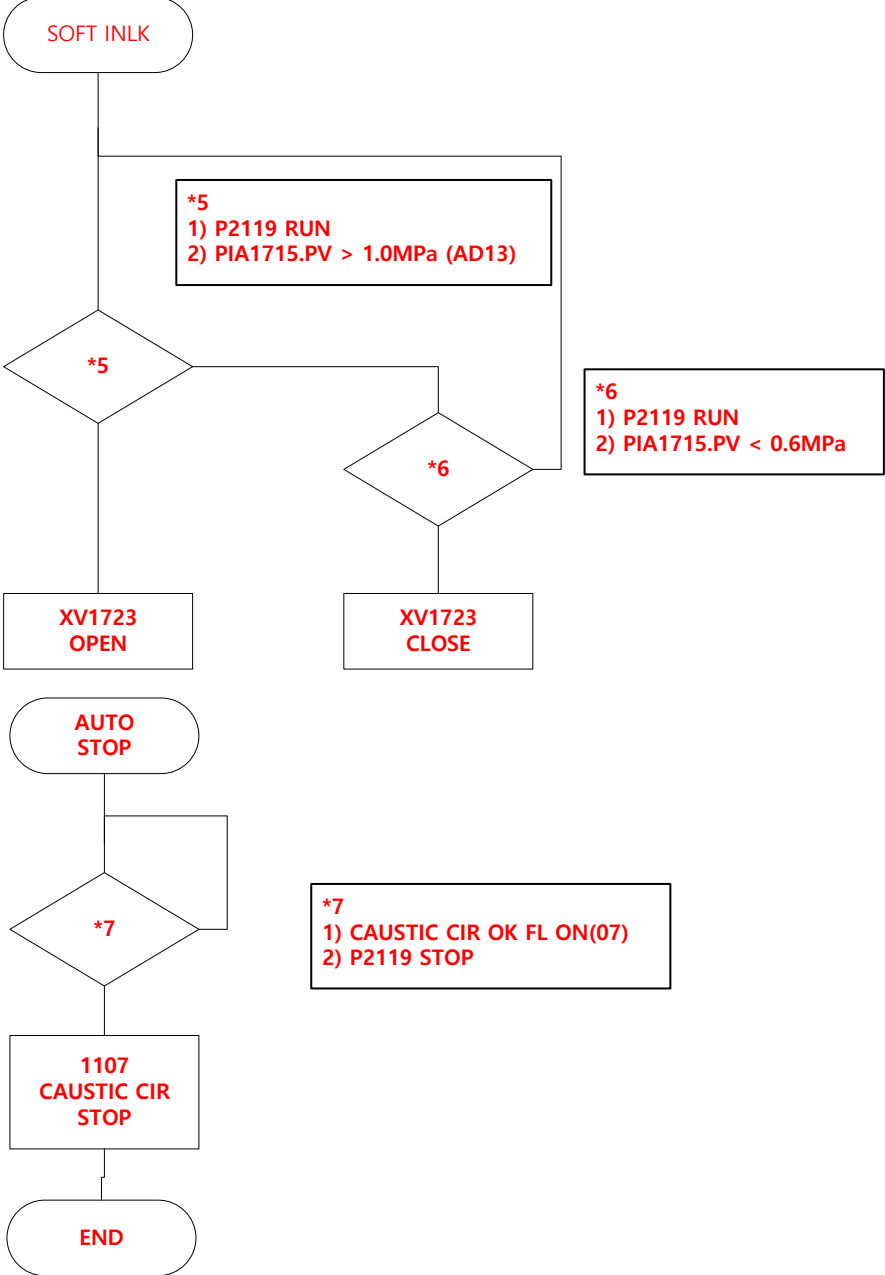 SOFT INLK
*5
1) P2119 RUN
2) PIA1715.PV > 1.0MPa (AD13)
*5
*6
1) P2119 RUN
2) PIA1715.PV < 0.6MPa
*6
XV1723
OPEN
XV1723
CLOSE
AUTO
STOP
*7
*7
1) CAUSTIC CIR OK FL ON(07)
2) P2119 STOP
1107
CAUSTIC CIR
STOP
END